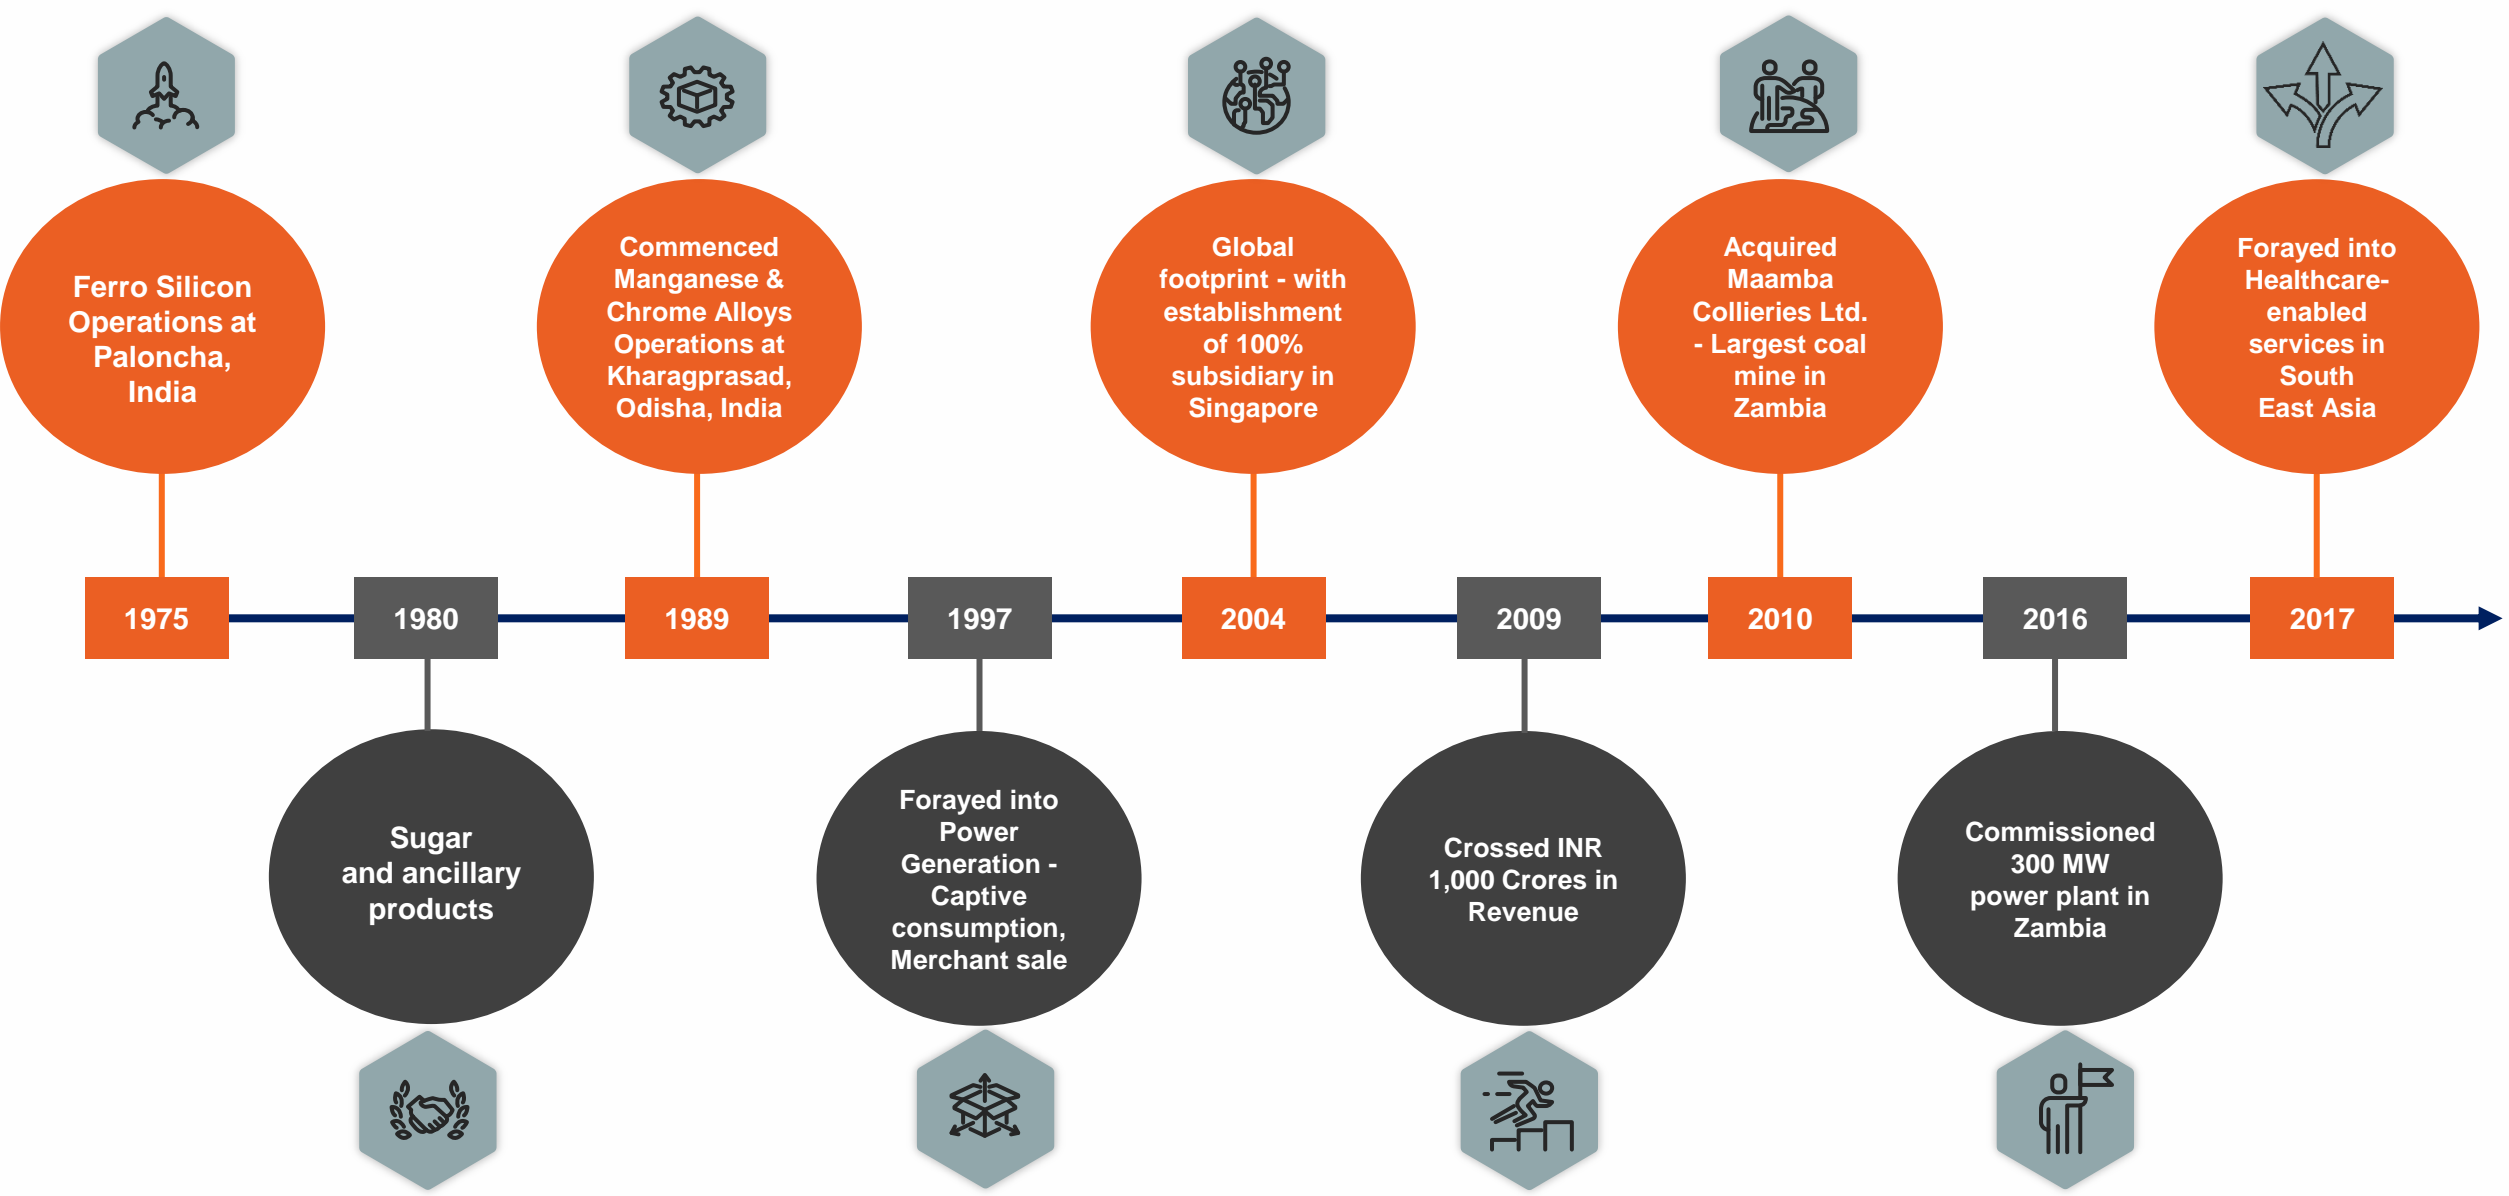 Ferro Silicon
Operations at
Paloncha,
India
Commenced
Manganese &
Chrome Alloys
Operations at
Kharagprasad,
Odisha, India
Global
footprint - with
establishment
of 100%
subsidiary in
Singapore
Acquired
Maamba
Collieries Ltd.
- Largest coal
mine in
Zambia
Forayed into
Healthcare-
enabled
services in
South
East Asia
1975
1980
1989
1997
2004
2009
2010
2016
2017
Sugar
and ancillary
products
Forayed into
Power
Generation -
Captive
consumption,
Merchant sale
Crossed INR
1,000 Crores in
Revenue
Commissioned
300 MW
power plant in
Zambia